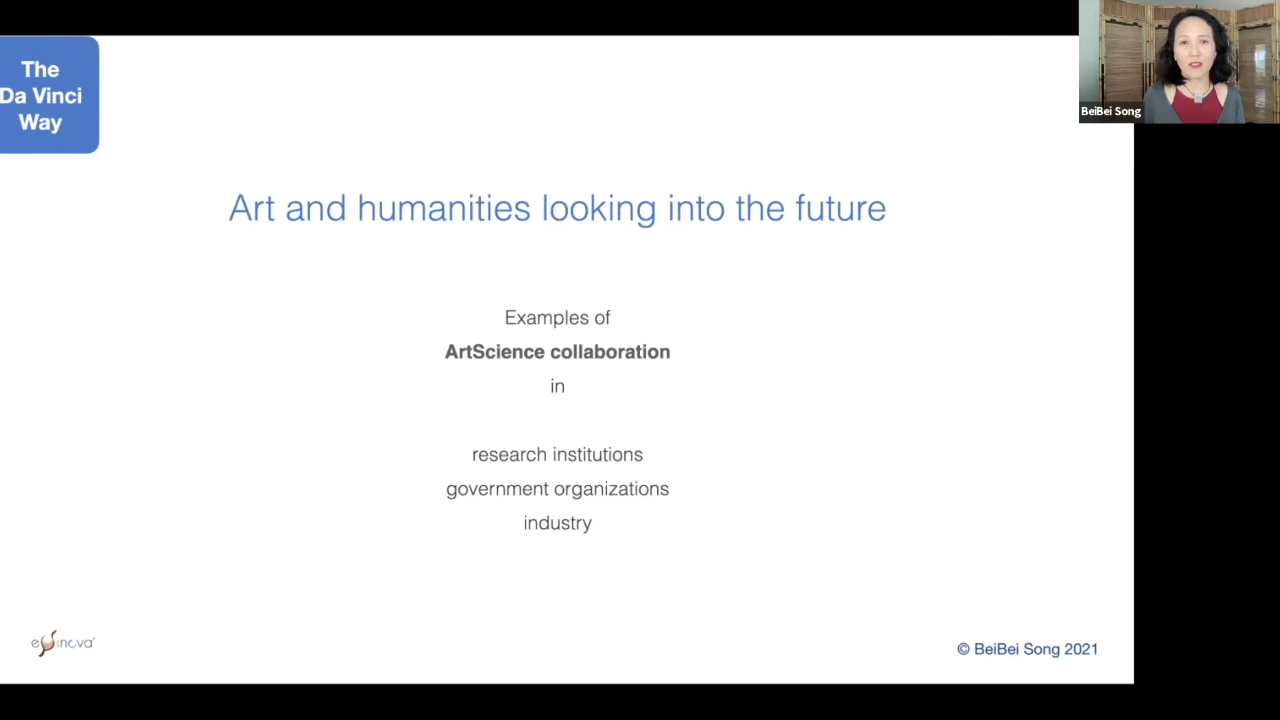 The
Da Vinci
Way
BeiBei Song
Art and humanities looking into the future
Examples of
ArtScience collaboration
in
research institutions
government organizations
industry
© BeiBei Song 2021